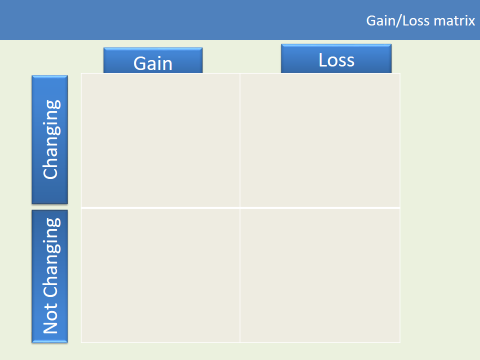 Gain/Loss matrix
Gain
Loss
Changing
Not Changing